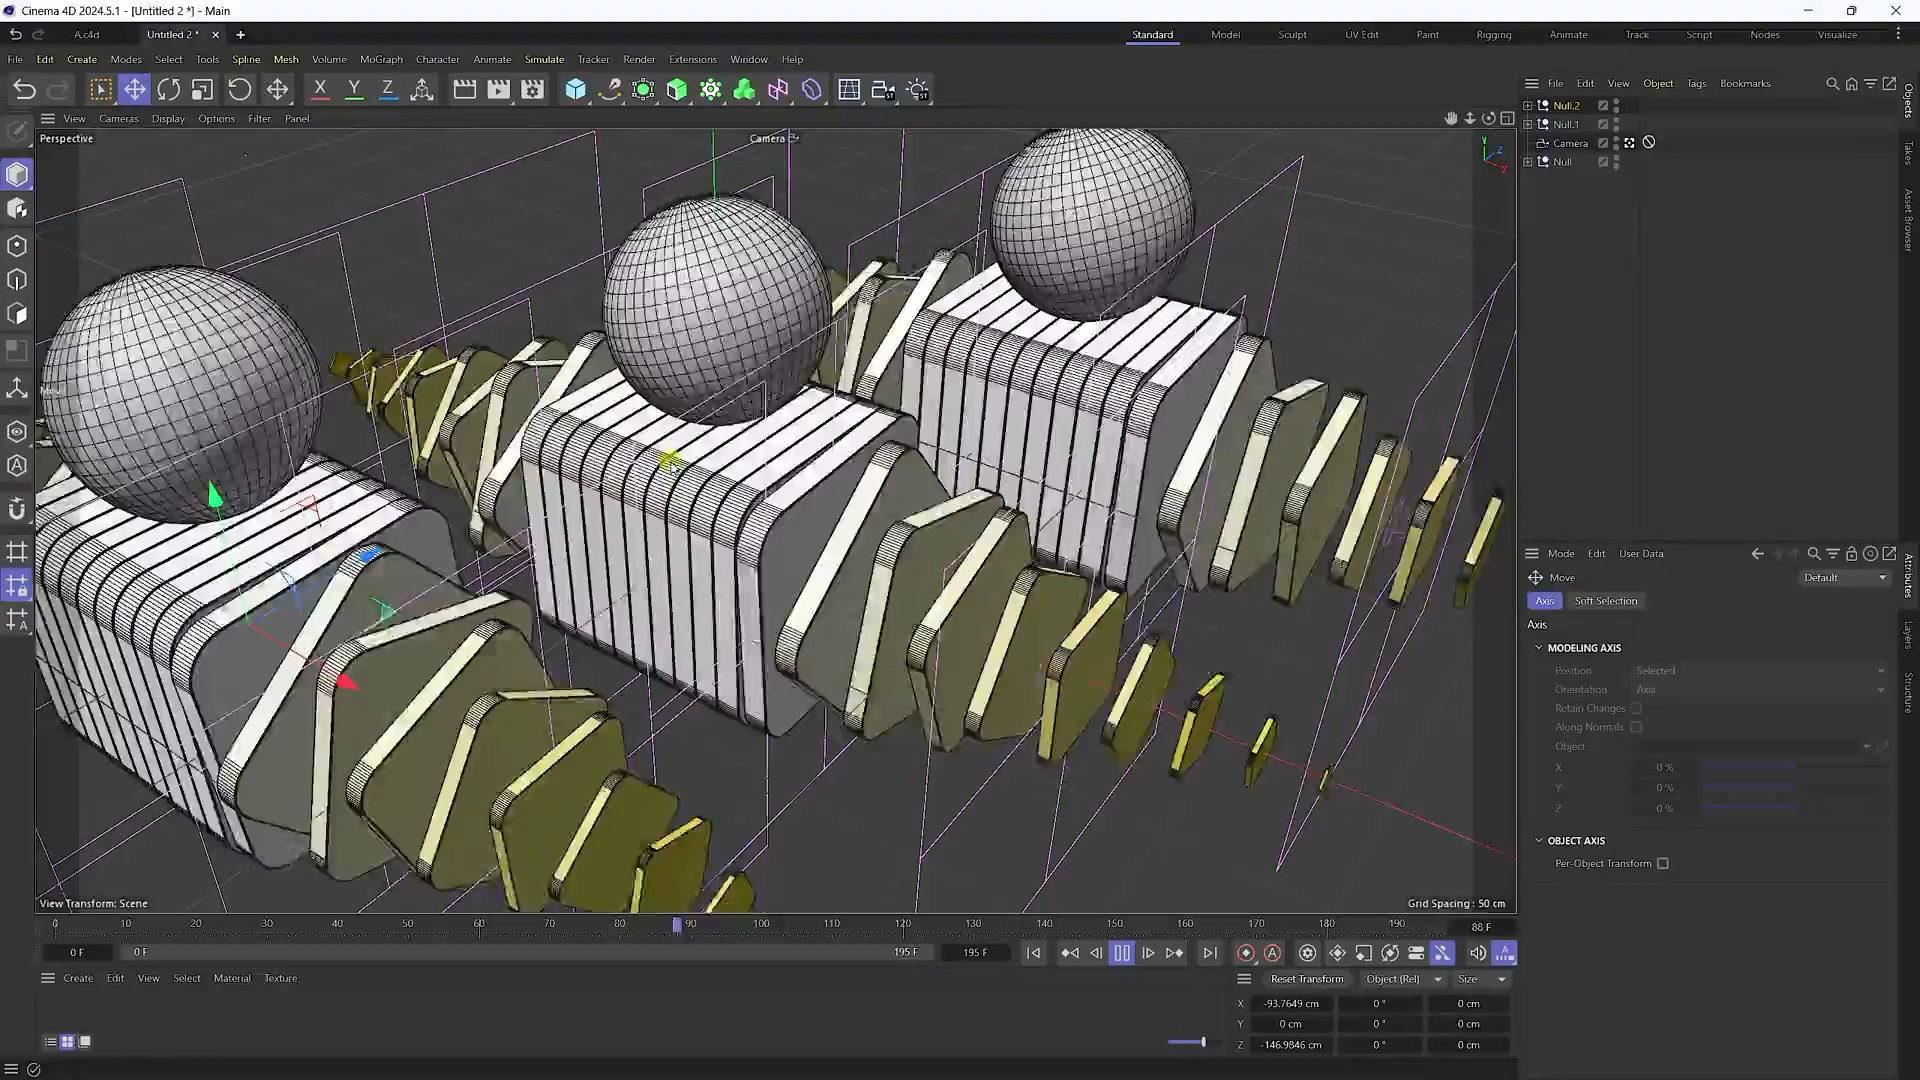 Cinema 4D 2024.5.1 - [Untitled 2 *] - Main
A.c4d
Untitled 2 *
Standard Model Sculpt UV Edit Paint Rigging Animate Track Script Nodes Visualize
File Edit Create Modes Select Tools Spline Mesh Volume MoGraph Character Animate Simulate Tracker Render Extensions Window Help
X Y Z
File Edit View Object Tags Bookmarks
View Cameras Display Options Filter Panel
Perspective
Camera
Y
Z
X
Null.2
Null.1
Camera
Null
Objects
Takes
Asset Browser
Mode Edit User Data
Move
Default
Axis Soft Selection
Axis
MODELING AXIS
Position Selected
Orientation Axis
Retain Changes
Along Normals
Object
X 0 %
Y 0 %
Z 0 %
OBJECT AXIS
Per-Object Transform
Attributes
Layers
Structure
View Transform: Scene
Grid Spacing : 50 cm
0 10 20 30 40 50 60 70 80 90 100 110 120 130 140 150 160 170 180 190
88 F
0 F
0 F
195 F
195 F
Create Edit View Select Material Texture
Reset Transform Object (Rel) Size
X -93.7649 cm 0 ° 0 cm
Y 0 cm 0 ° 0 cm
Z -146.9846 cm 0 ° 0 cm